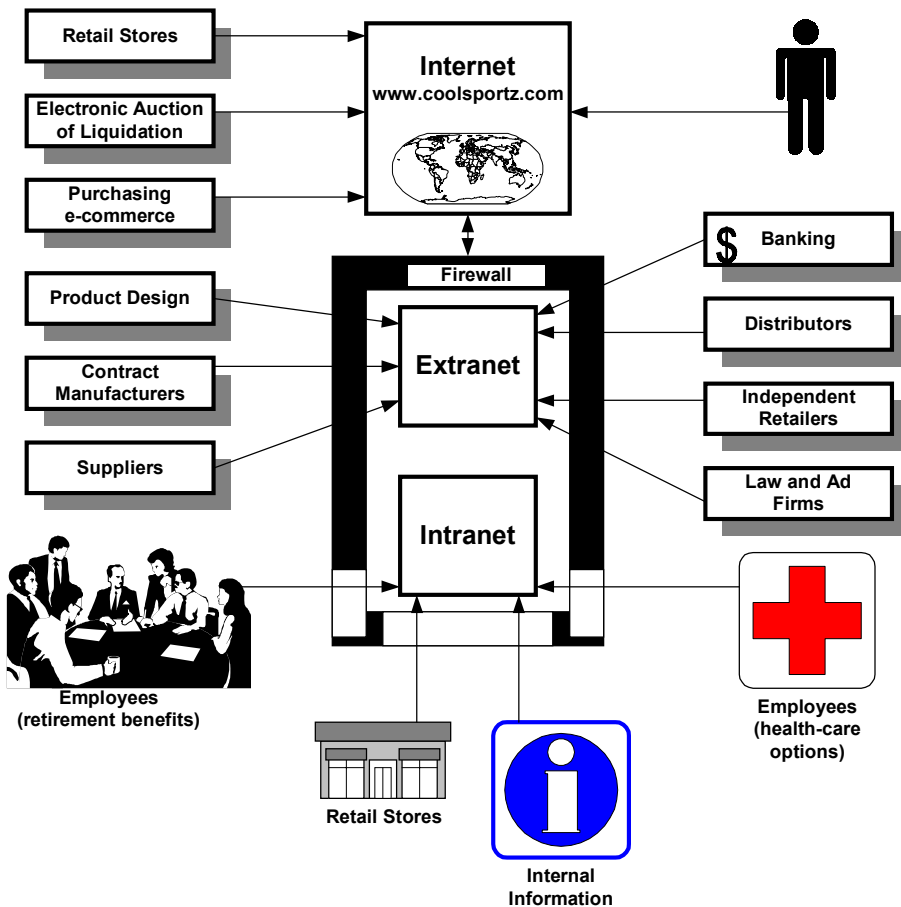 Retail Stores
Internet
www.coolsportz.com
Electronic Auction
of Liquidation
Purchasing
e-commerce
Firewall
$ Banking
Product Design
Extranet
Distributors
Contract
Manufacturers
Independent
Retailers
Suppliers
Law and Ad
Firms
Intranet
Employees
(retirement benefits)
Employees
(health-care
options)
Retail Stores
Internal
Information